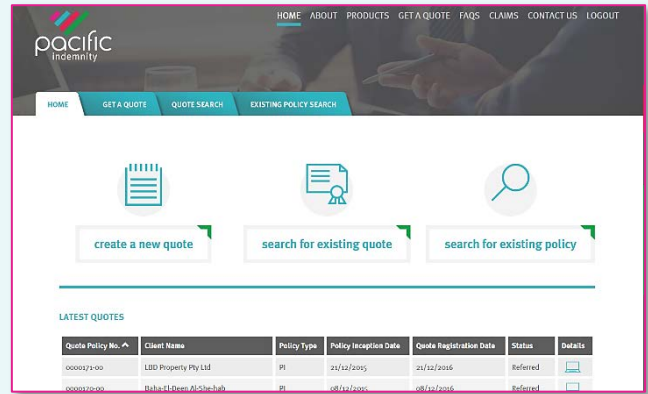 HOME ABOUT PRODUCTS GET A QUOTE FAQS CLAIMS CONTACT US LOGOUT
pacific
indemnity
HOME GET A QUOTE QUOTE SEARCH EXISTING POLICY SEARCH
create a new quote search for existing quote search for existing policy
LATEST QUOTES
Quote Policy No. Client Name Policy Type Policy Inception Date Quote Registration Date Status Details
0000171-00 LBD Property Pty Ltd PI 21/12/2015 21/12/2016 Referred
0000170-00 Baha-El-Deen Al-She-hab PI 08/12/2015 08/12/2016 Referred